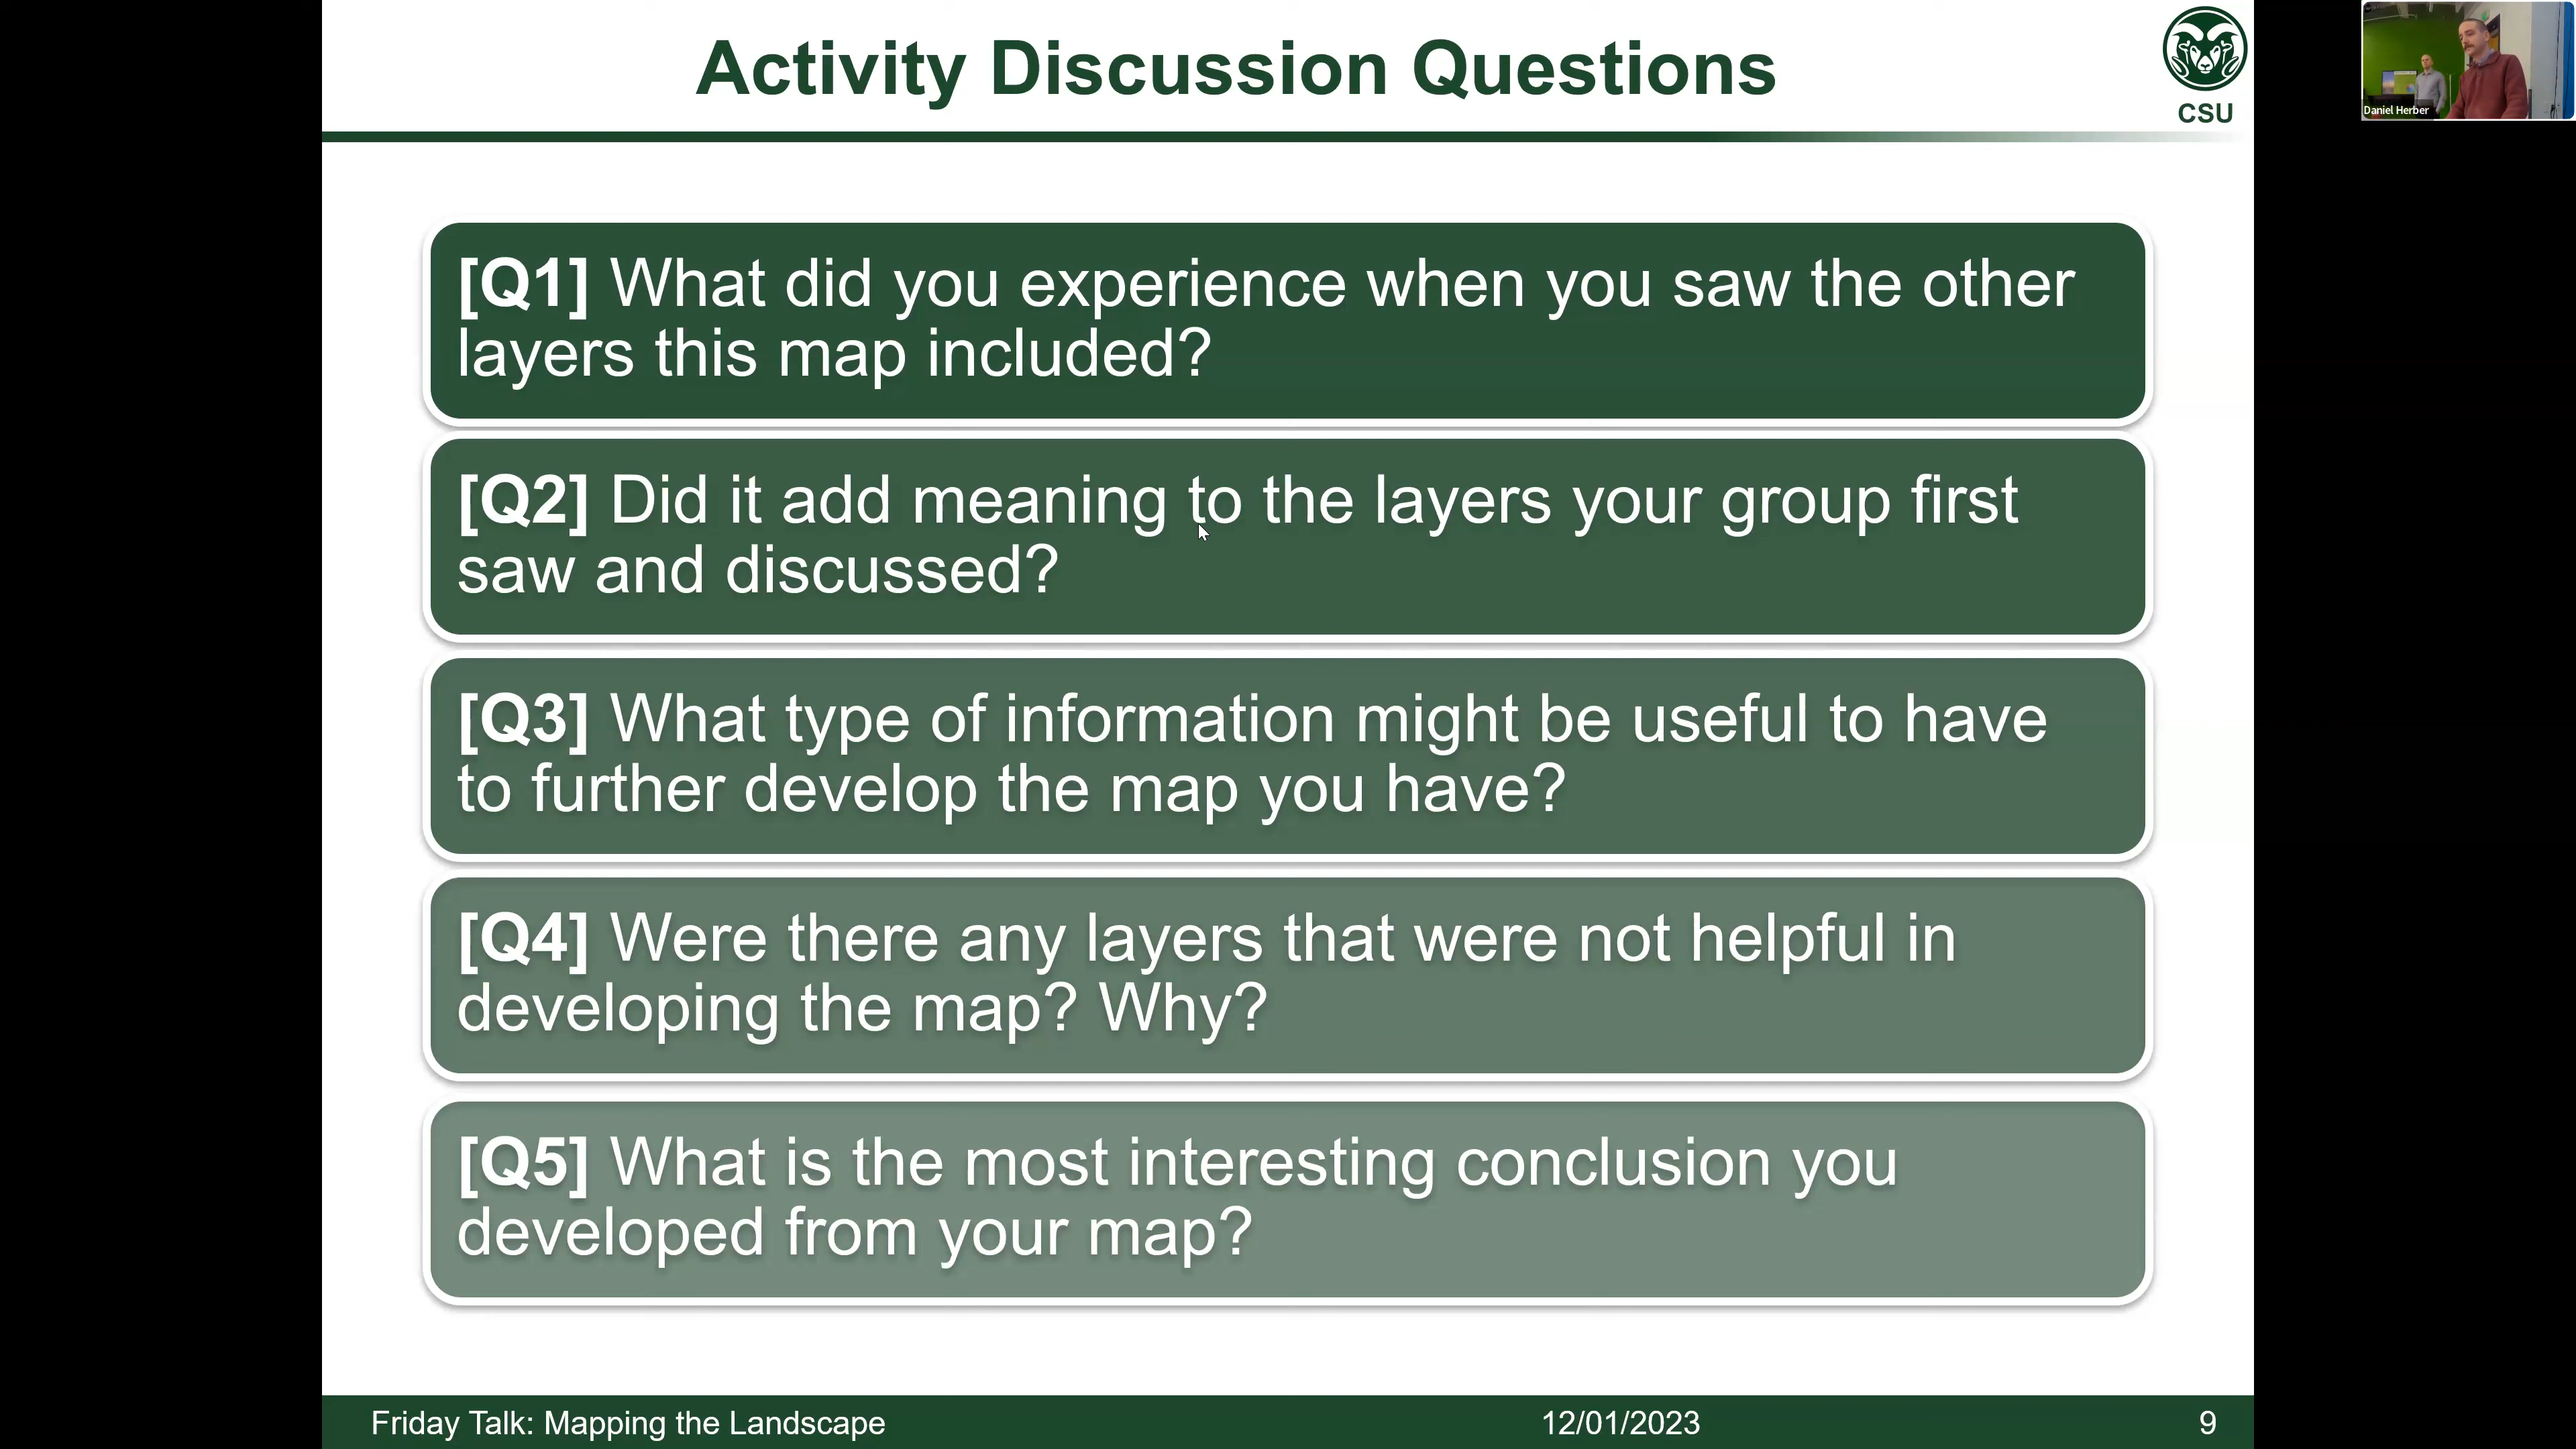 Activity Discussion Questions
CSU
Daniel Herber
[Q1] What did you experience when you saw the other
layers this map included?
[Q2] Did it add meaning to the layers your group first
saw and discussed?
[Q3] What type of information might be useful to have
to further develop the map you have?
[Q4] Were there any layers that were not helpful in
developing the map? Why?
[Q5] What is the most interesting conclusion you
developed from your map?
Friday Talk: Mapping the Landscape
12/01/2023
9